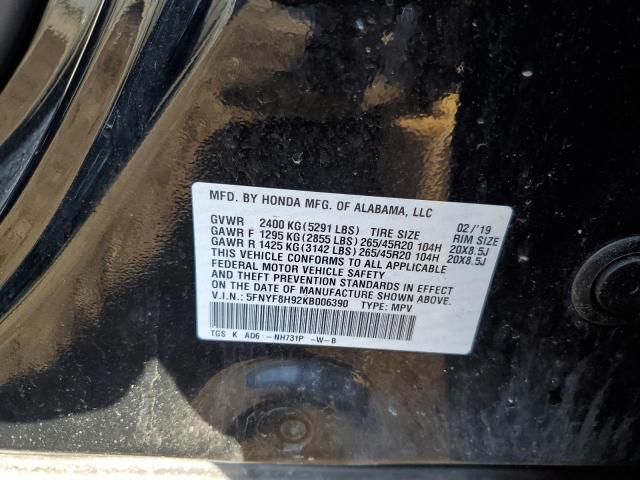 MFD. BY HONDA MFG. OF ALABAMA, LLC 02/'19
GVWR 2400 KG (5291 LBS) TIRE SIZE RIM SIZE
GAWR F 1295 KG (2855 LBS) 265/45R20 104H 20X8.5J
GAWR R 1425 KG (3142 LBS) 265/45R20 104H 20X8.5J
THIS VEHICLE CONFORMS TO ALL APPLICABLE
FEDERAL MOTOR VEHICLE SAFETY
AND THEFT PREVENTION STANDARDS IN EFFECT
ON THE DATE OF MANUFACTURE SHOWN ABOVE.
V.I.N.: 5FNYF8H92KB006390 TYPE: MPV
TGS K AD6 -NH731P -W-B